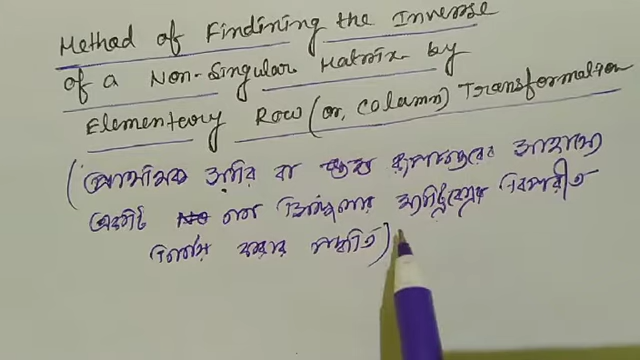 Method of Findining the Inverse
of a Non-Singular Matrix by
Elementeory Row (or, Column) Transformation
(প্রাথমিক সারি বা স্তম্ভ রূপান্তরের সাহায্যে
একটি নন সিঙ্গুলার ম্যাট্রিক্সের বিপরীত
নির্ণয় করার পদ্ধতি)